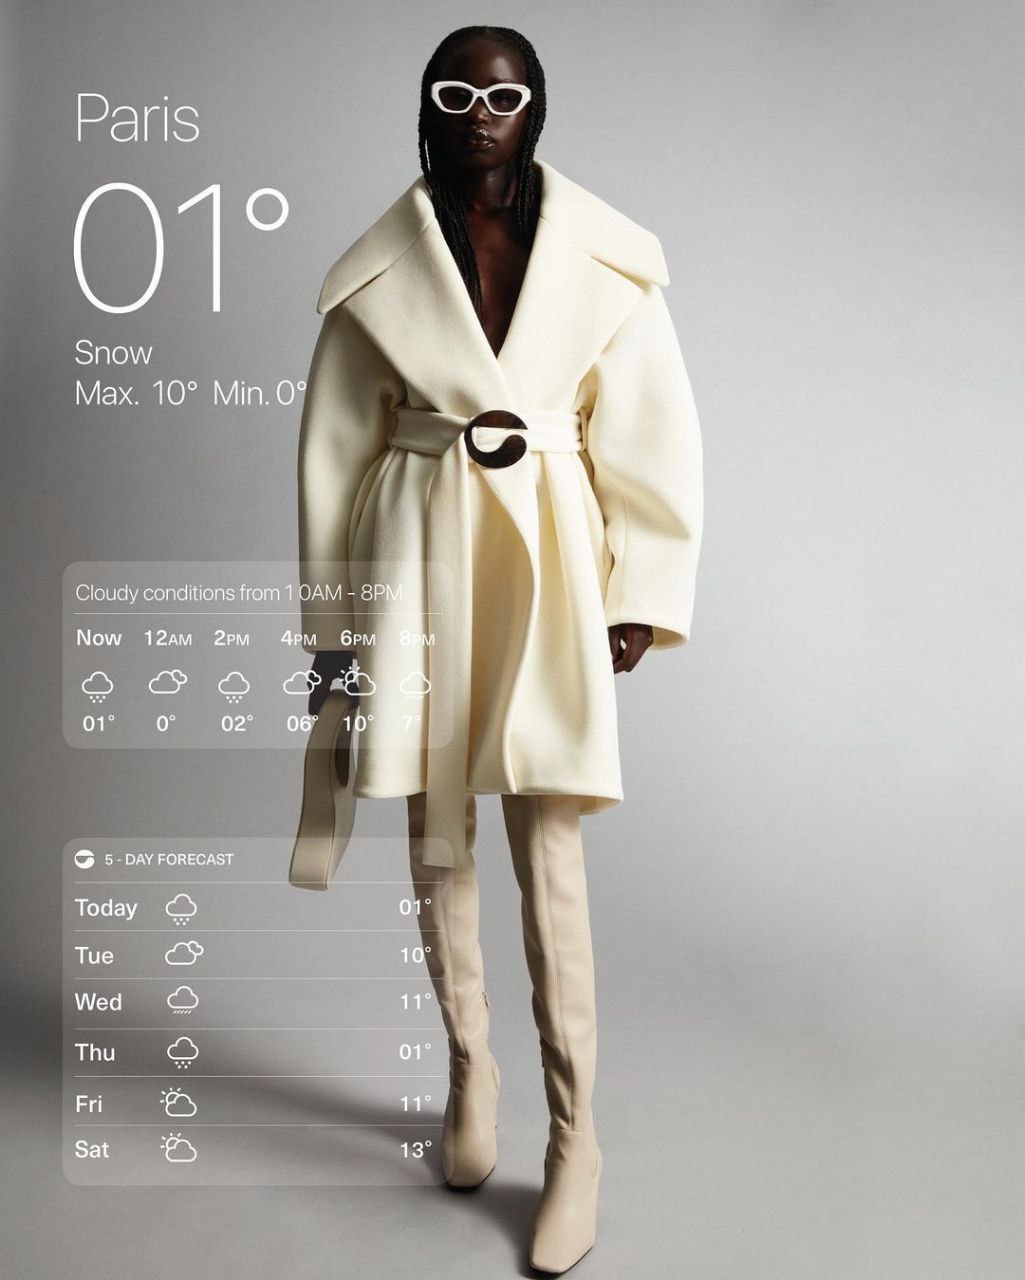 Paris
01°
Snow
Max. 10° Min. 0°
Cloudy conditions from 10AM - 8PM
Now 12AM 2PM 4PM 6PM 8PM
01° 0° 02° 06° 10° 7°
5 - DAY FORECAST
Today 01°
Tue 10°
Wed 11°
Thu 01°
Fri 11°
Sat 13°